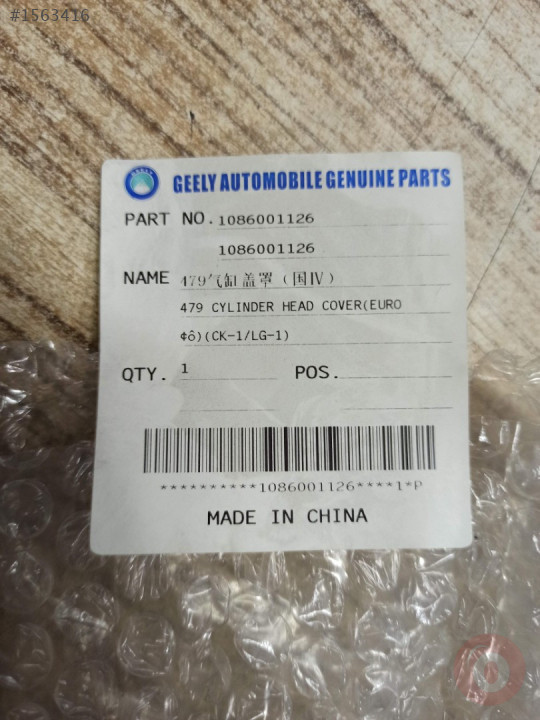 #1563416
GEELY
GEELY AUTOMOBILE GENUINE PARTS
PART NO. 1086001126
1086001126
NAME 479气缸盖罩(国Ⅳ)
479 CYLINDER HEAD COVER(EURO
¢ô)(CK-1/LG-1)
QTY. 1 POS.
**********1086001126****1*P
MADE IN CHINA